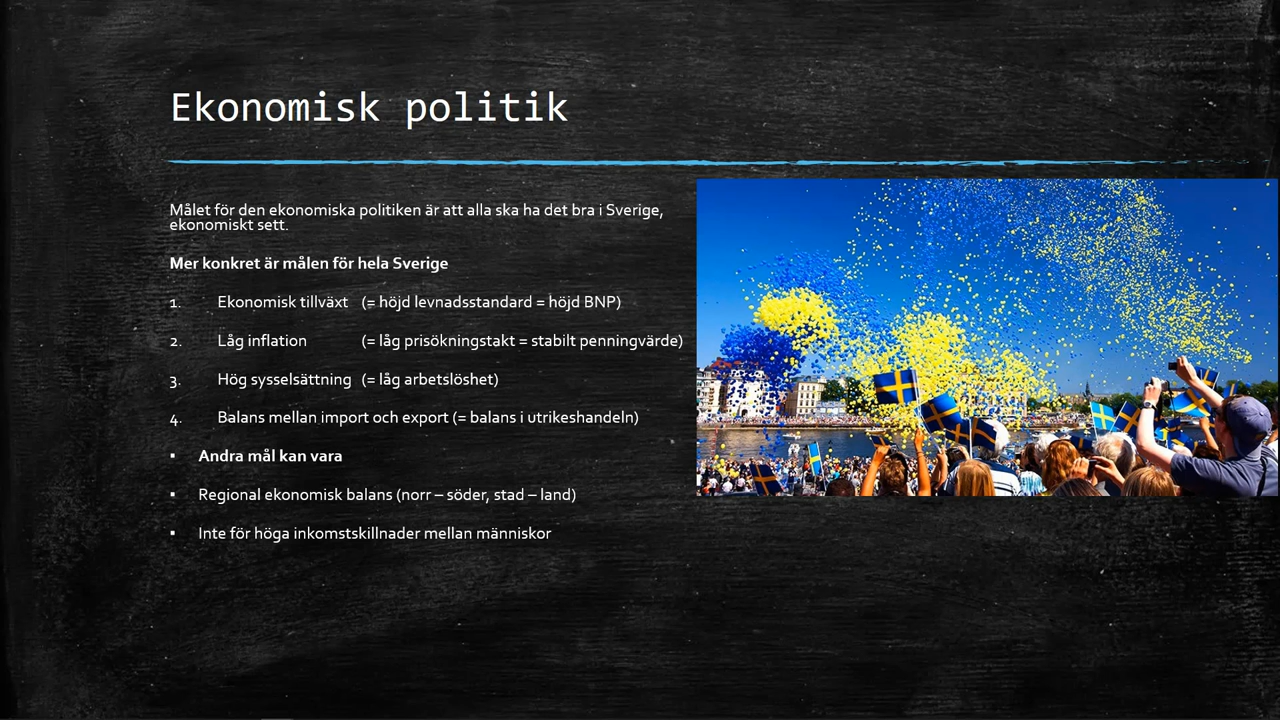 Ekonomisk politik
Målet för den ekonomiska politiken är att alla ska ha det bra i Sverige,
ekonomiskt sett.
Mer konkret är målen för hela Sverige
1. Ekonomisk tillväxt (= höjd levnadsstandard = höjd BNP)
2. Låg inflation (= låg prisökningstakt = stabilt penningvärde)
3. Hög sysselsättning (= låg arbetslöshet)
4. Balans mellan import och export (= balans i utrikeshandeln)
▪ Andra mål kan vara
▪ Regional ekonomisk balans (norr – söder, stad – land)
▪ Inte för höga inkomstskillnader mellan människor